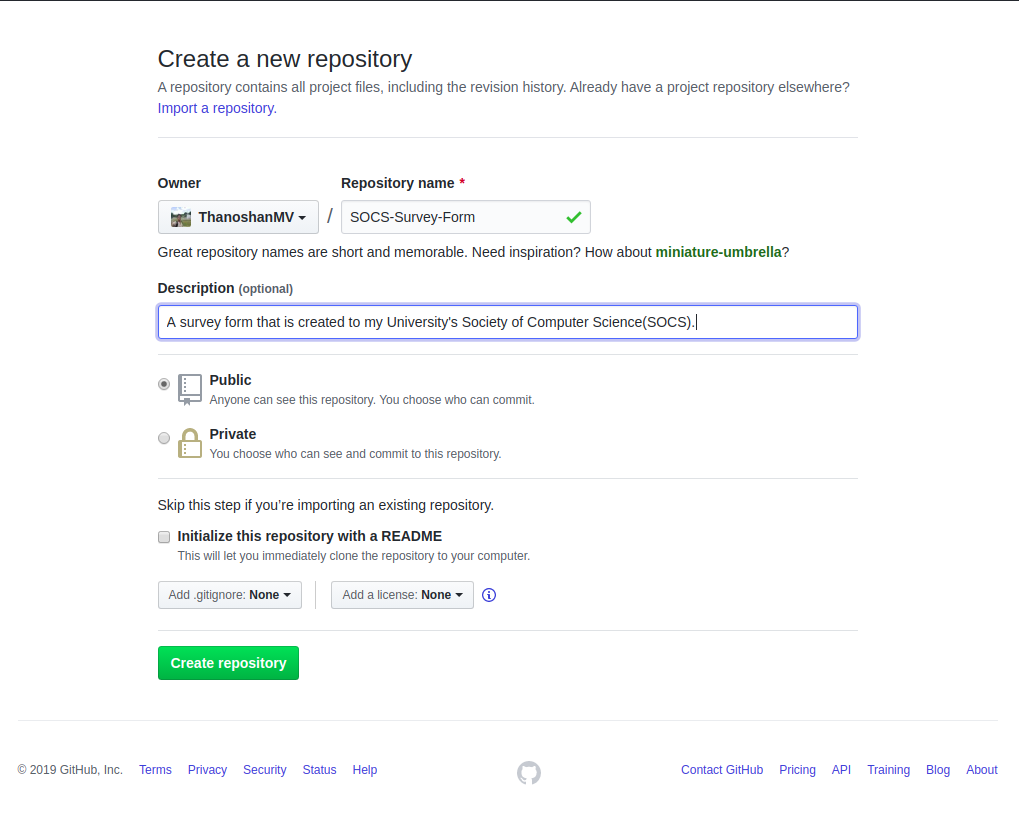 Create a new repository
A repository contains all project files, including the revision history. Already have a project repository elsewhere?
Import a repository.
Owner
Repository name *
ThanoshanMV / SOCS-Survey-Form
Great repository names are short and memorable. Need inspiration? How about miniature-umbrella?
Description (optional)
A survey form that is created to my University's Society of Computer Science(SOCS).
Public
Anyone can see this repository. You choose who can commit.
Private
You choose who can see and commit to this repository.
Skip this step if you’re importing an existing repository.
Initialize this repository with a README
This will let you immediately clone the repository to your computer.
Add .gitignore: None Add a license: None
Create repository
© 2019 GitHub, Inc. Terms Privacy Security Status Help Contact GitHub Pricing API Training Blog About